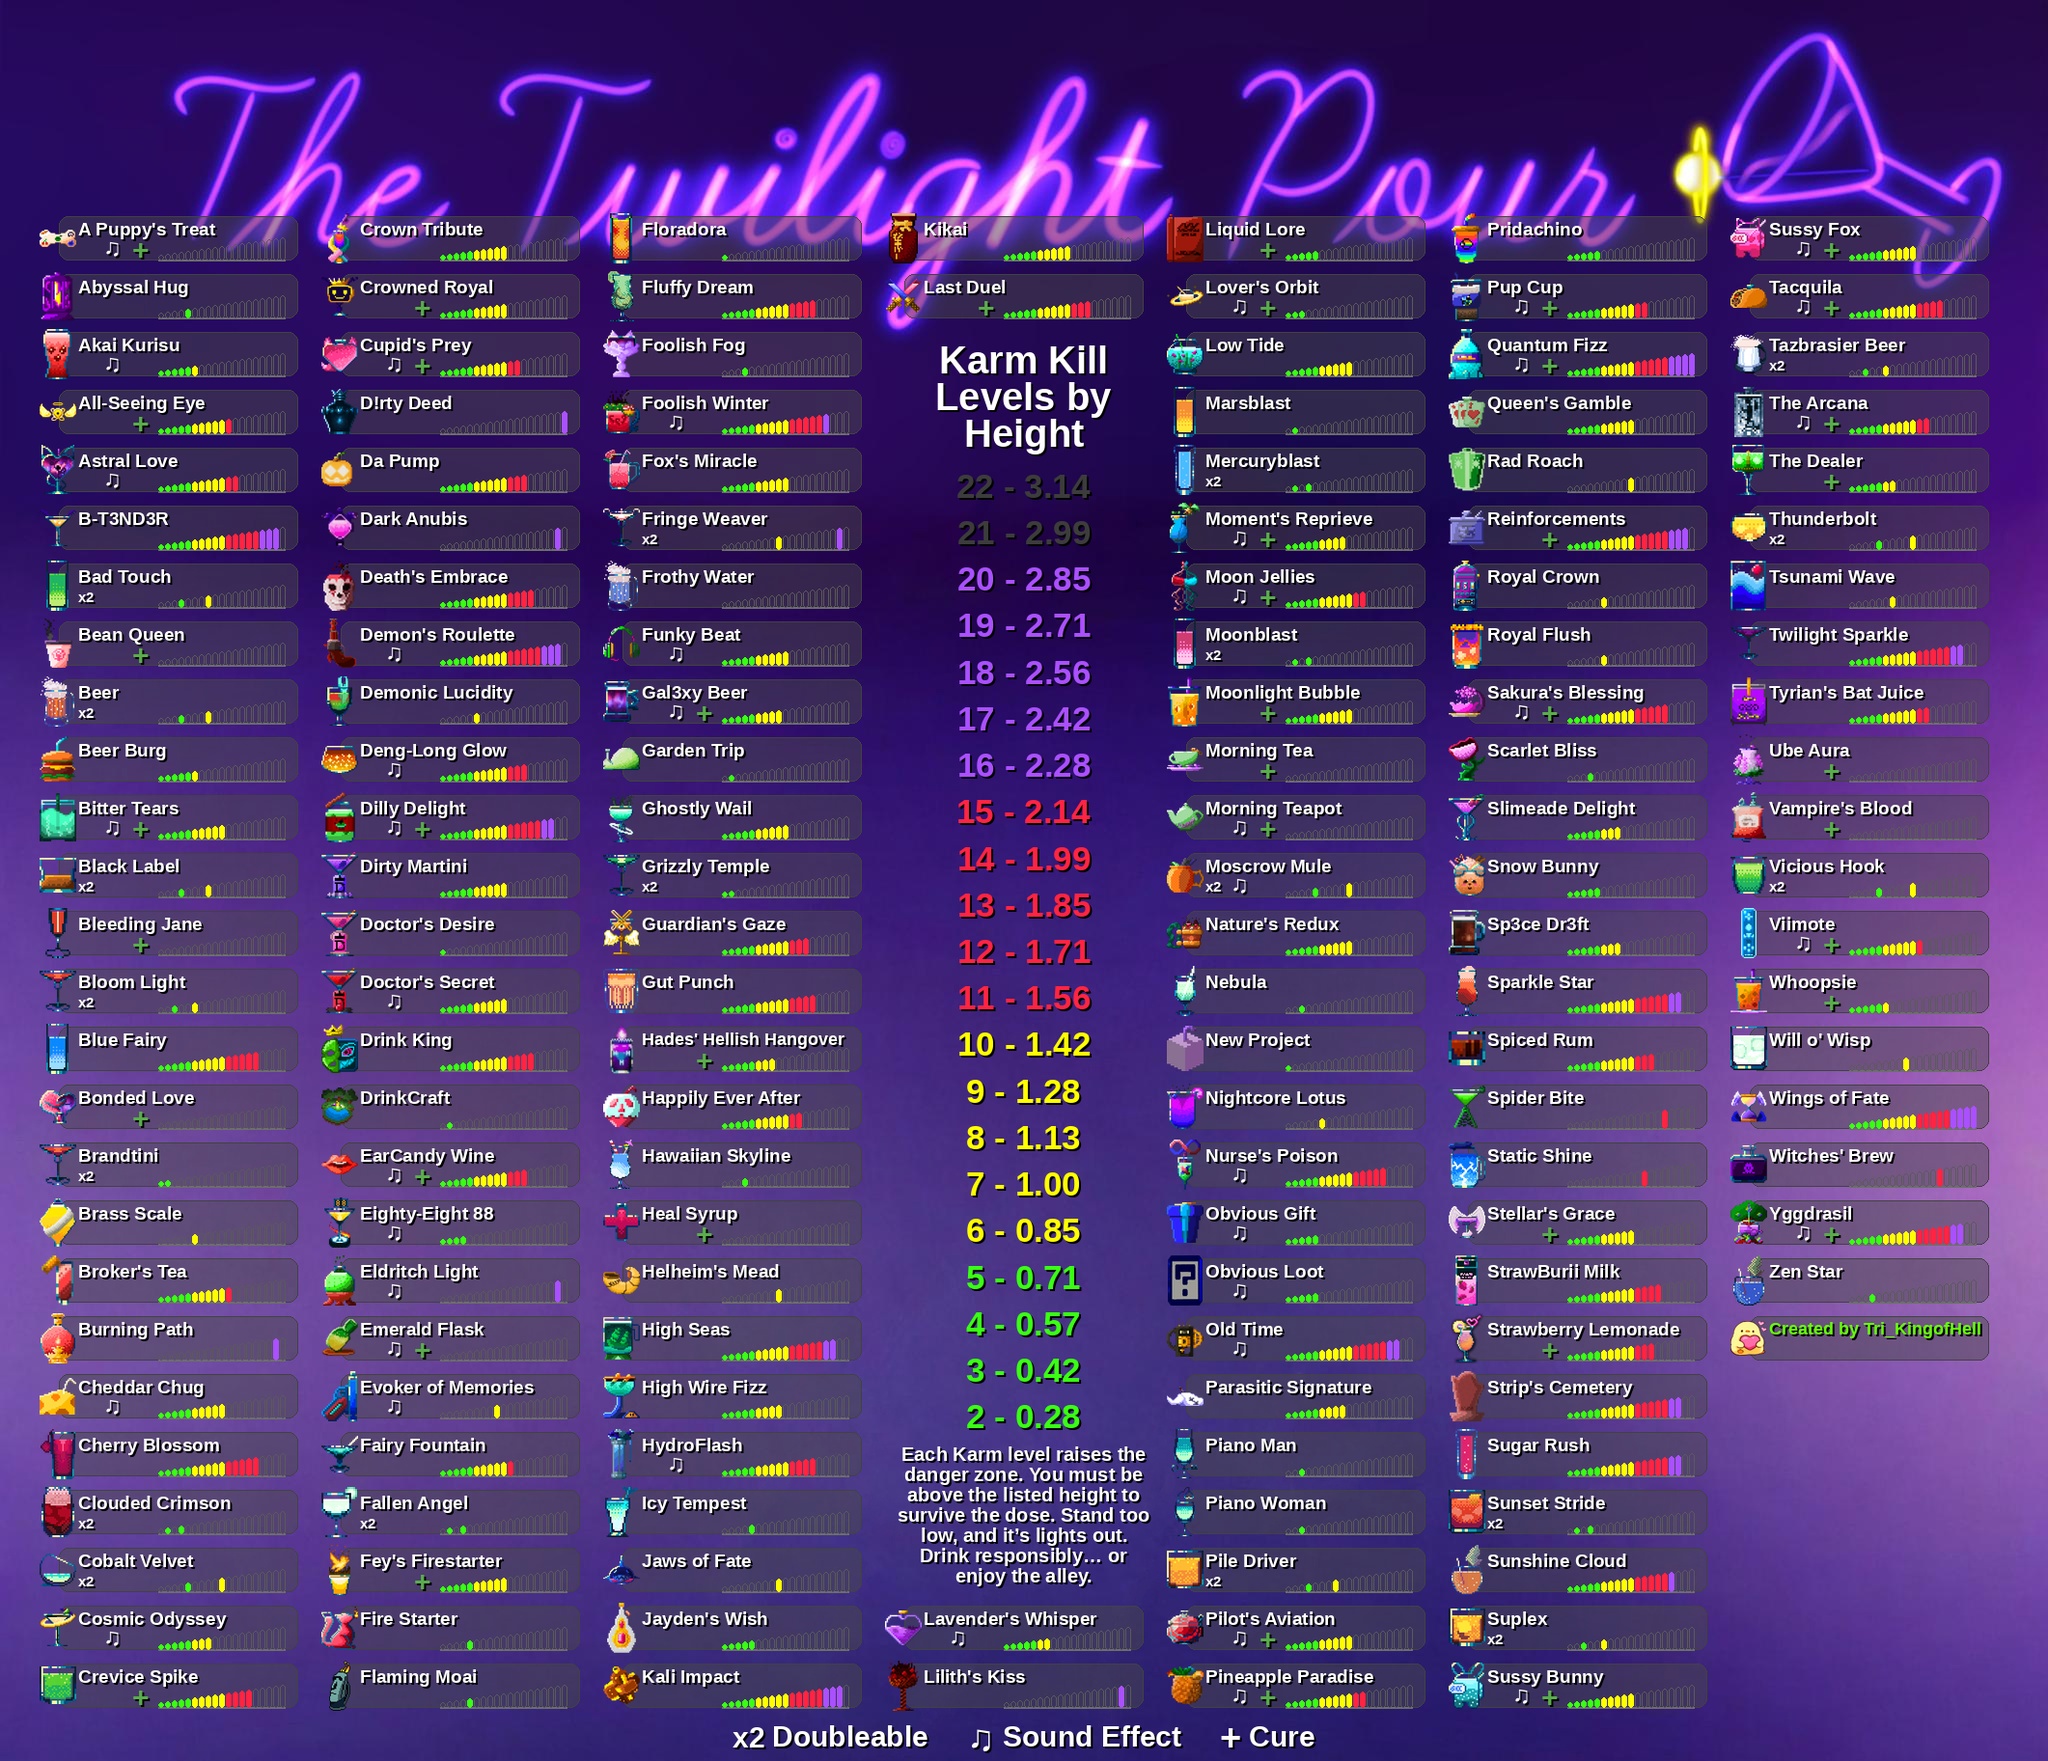 The Twilight Pour
A Puppy's Treat
♫ +
Abyssal Hug
Akai Kurisu
♫
All-Seeing Eye
+
Astral Love
♫
B-T3ND3R
Bad Touch
x2
Bean Queen
+
Beer
x2
Beer Burg
Bitter Tears
♫ +
Black Label
x2
Bleeding Jane
+
Bloom Light
x2
Blue Fairy
Bonded Love
+
Brandtini
x2
Brass Scale
Broker's Tea
Burning Path
Cheddar Chug
♫
Cherry Blossom
Clouded Crimson
x2
Cobalt Velvet
x2
Cosmic Odyssey
♫
Crevice Spike
+
Crown Tribute
Crowned Royal
+
Cupid's Prey
♫ +
D!rty Deed
Da Pump
Dark Anubis
Death's Embrace
Demon's Roulette
♫
Demonic Lucidity
Deng-Long Glow
♫
Dilly Delight
♫ +
Dirty Martini
Doctor's Desire
Doctor's Secret
♫
Drink King
DrinkCraft
EarCandy Wine
♫ +
Eighty-Eight 88
♫
Eldritch Light
♫
Emerald Flask
♫ +
Evoker of Memories
♫
Fairy Fountain
Fallen Angel
x2
Fey's Firestarter
+
Fire Starter
Flaming Moai
Floradora
Fluffy Dream
Foolish Fog
Foolish Winter
♫
Fox's Miracle
Fringe Weaver
x2
Frothy Water
Funky Beat
♫
Gal3xy Beer
♫ +
Garden Trip
Ghostly Wail
Grizzly Temple
x2
Guardian's Gaze
Gut Punch
Hades' Hellish Hangover
+
Happily Ever After
Hawaiian Skyline
Heal Syrup
+
Helheim's Mead
High Seas
High Wire Fizz
HydroFlash
♫
Icy Tempest
Jaws of Fate
Jayden's Wish
Kali Impact
Kikai
Last Duel
+
Karm Kill
Levels by
Height
22 - 3.14
21 - 2.99
20 - 2.85
19 - 2.71
18 - 2.56
17 - 2.42
16 - 2.28
15 - 2.14
14 - 1.99
13 - 1.85
12 - 1.71
11 - 1.56
10 - 1.42
9 - 1.28
8 - 1.13
7 - 1.00
6 - 0.85
5 - 0.71
4 - 0.57
3 - 0.42
2 - 0.28
Each Karm level raises the
danger zone. You must be
above the listed height to
survive the dose. Stand too
low, and it's lights out.
Drink responsibly... or
enjoy the alley.
Lavender's Whisper
♫
Lilith's Kiss
Liquid Lore
+
Lover's Orbit
♫ +
Low Tide
Marsblast
Mercuryblast
x2
Moment's Reprieve
♫ +
Moon Jellies
♫ +
Moonblast
x2
Moonlight Bubble
+
Morning Tea
+
Morning Teapot
♫ +
Moscrow Mule
x2 ♫
Nature's Redux
Nebula
New Project
Nightcore Lotus
Nurse's Poison
♫
Obvious Gift
♫
Obvious Loot
♫
Old Time
♫
Parasitic Signature
Piano Man
Piano Woman
Pile Driver
x2
Pilot's Aviation
♫ +
Pineapple Paradise
♫ +
Pridachino
Pup Cup
♫ +
Quantum Fizz
♫ +
Queen's Gamble
Rad Roach
Reinforcements
+
Royal Crown
Royal Flush
Sakura's Blessing
♫ +
Scarlet Bliss
Slimeade Delight
Snow Bunny
Sp3ce Dr3ft
Sparkle Star
Spiced Rum
Spider Bite
Static Shine
Stellar's Grace
+
StrawBurii Milk
Strawberry Lemonade
+
Strip's Cemetery
Sugar Rush
Sunset Stride
x2
Sunshine Cloud
Suplex
x2
Sussy Bunny
♫ +
Sussy Fox
♫ +
Tacquila
♫ +
Tazbrasier Beer
x2
The Arcana
♫ +
The Dealer
+
Thunderbolt
x2
Tsunami Wave
Twilight Sparkle
Tyrian's Bat Juice
Ube Aura
+
Vampire's Blood
+
Vicious Hook
x2
Viimote
♫ +
Whoopsie
+
Will o' Wisp
Wings of Fate
Witches' Brew
Yggdrasil
♫ +
Zen Star
Created by Tri_KingofHell
x2 Doubleable ♫ Sound Effect + Cure